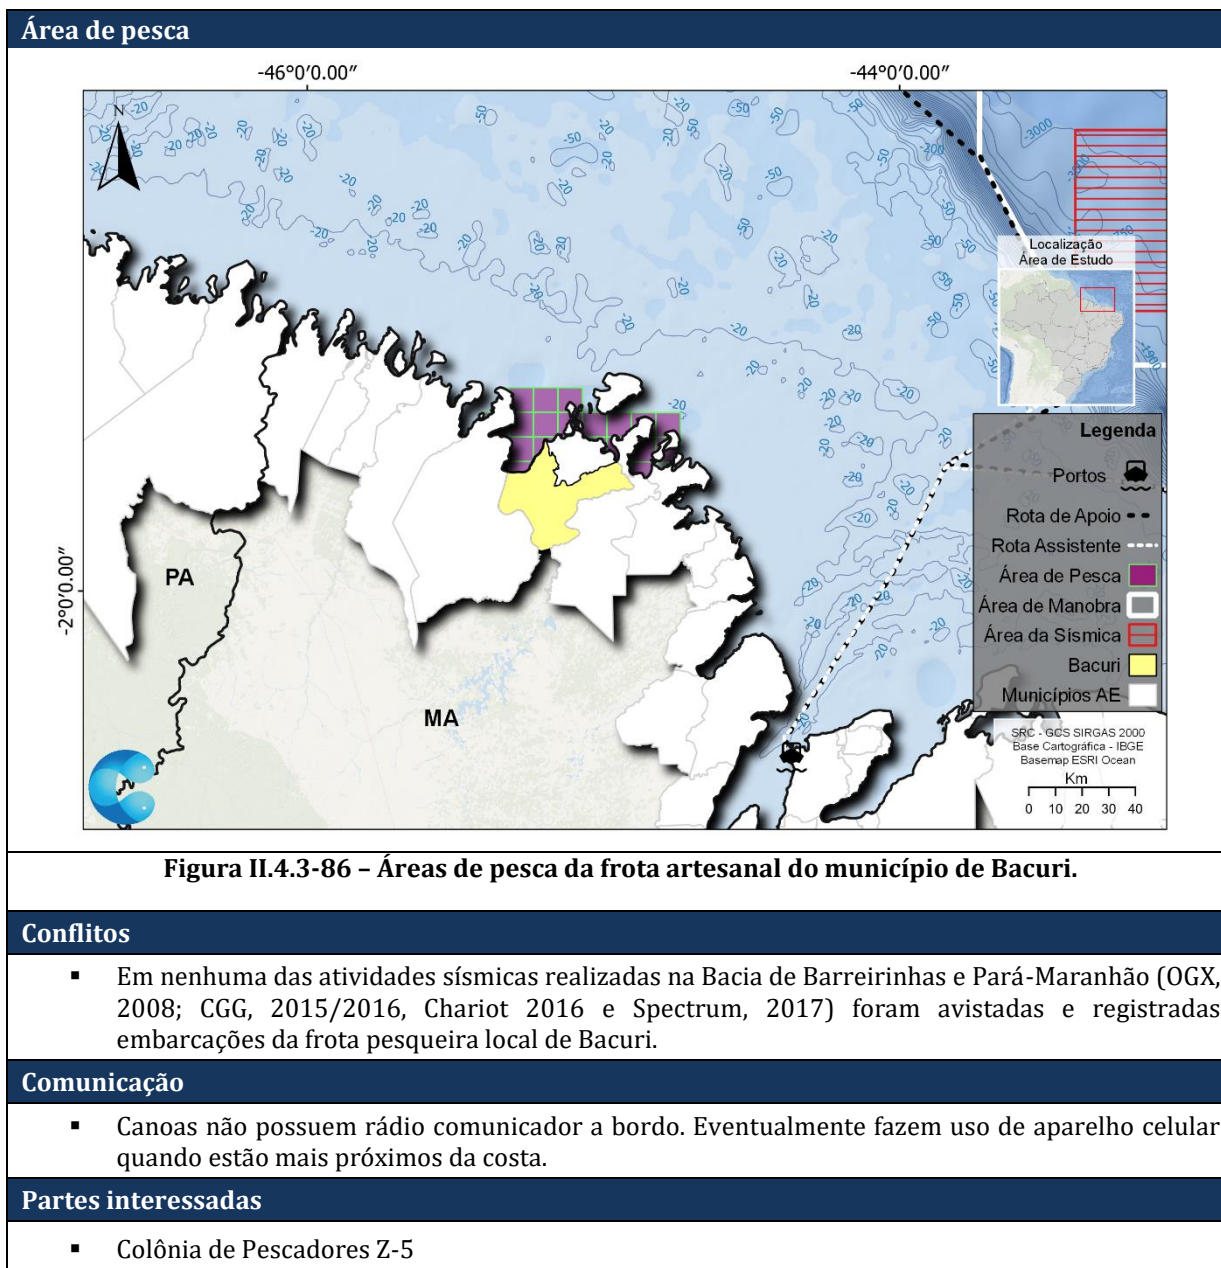 Área de pesca
-46°0'0.00"
-44°0'0.00"
N
-2°0'0.00"
-20
-50
-200
-3000
-1900
Localização
Área de Estudo
Legenda
Portos
Rota de Apoio
Rota Assistente
Área de Pesca
Área de Manobra
Área da Sísmica
Bacuri
Municípios AE
PA
MA
SRC - GCS SIRGAS 2000
Base Cartográfica - IBGE
Basemap ESRI Ocean
Km
0 10 20 30 40
Figura II.4.3-86 – Áreas de pesca da frota artesanal do município de Bacuri.
Conflitos
▪ Em nenhuma das atividades sísmicas realizadas na Bacia de Barreirinhas e Pará-Maranhão (OGX,
2008; CGG, 2015/2016, Chariot 2016 e Spectrum, 2017) foram avistadas e registradas
embarcações da frota pesqueira local de Bacuri.
Comunicação
▪ Canoas não possuem rádio comunicador a bordo. Eventualmente fazem uso de aparelho celular
quando estão mais próximos da costa.
Partes interessadas
▪ Colônia de Pescadores Z-5